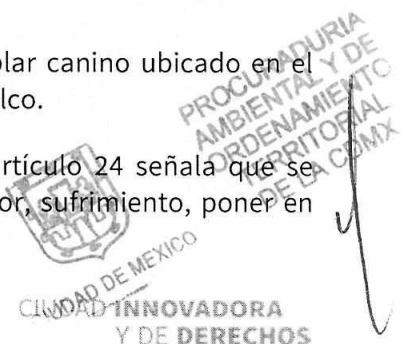 olar canino ubicado en el
lco.
rtículo 24 señala que se
or, sufrimiento, poner en
PROCURADURIA
AMBIENTAL Y DE
ORDENAMIENTO
TERRITORIAL
DE LA CDMX
CIUDAD DE MEXICO
CIUDAD INNOVADORA
Y DE DERECHOS